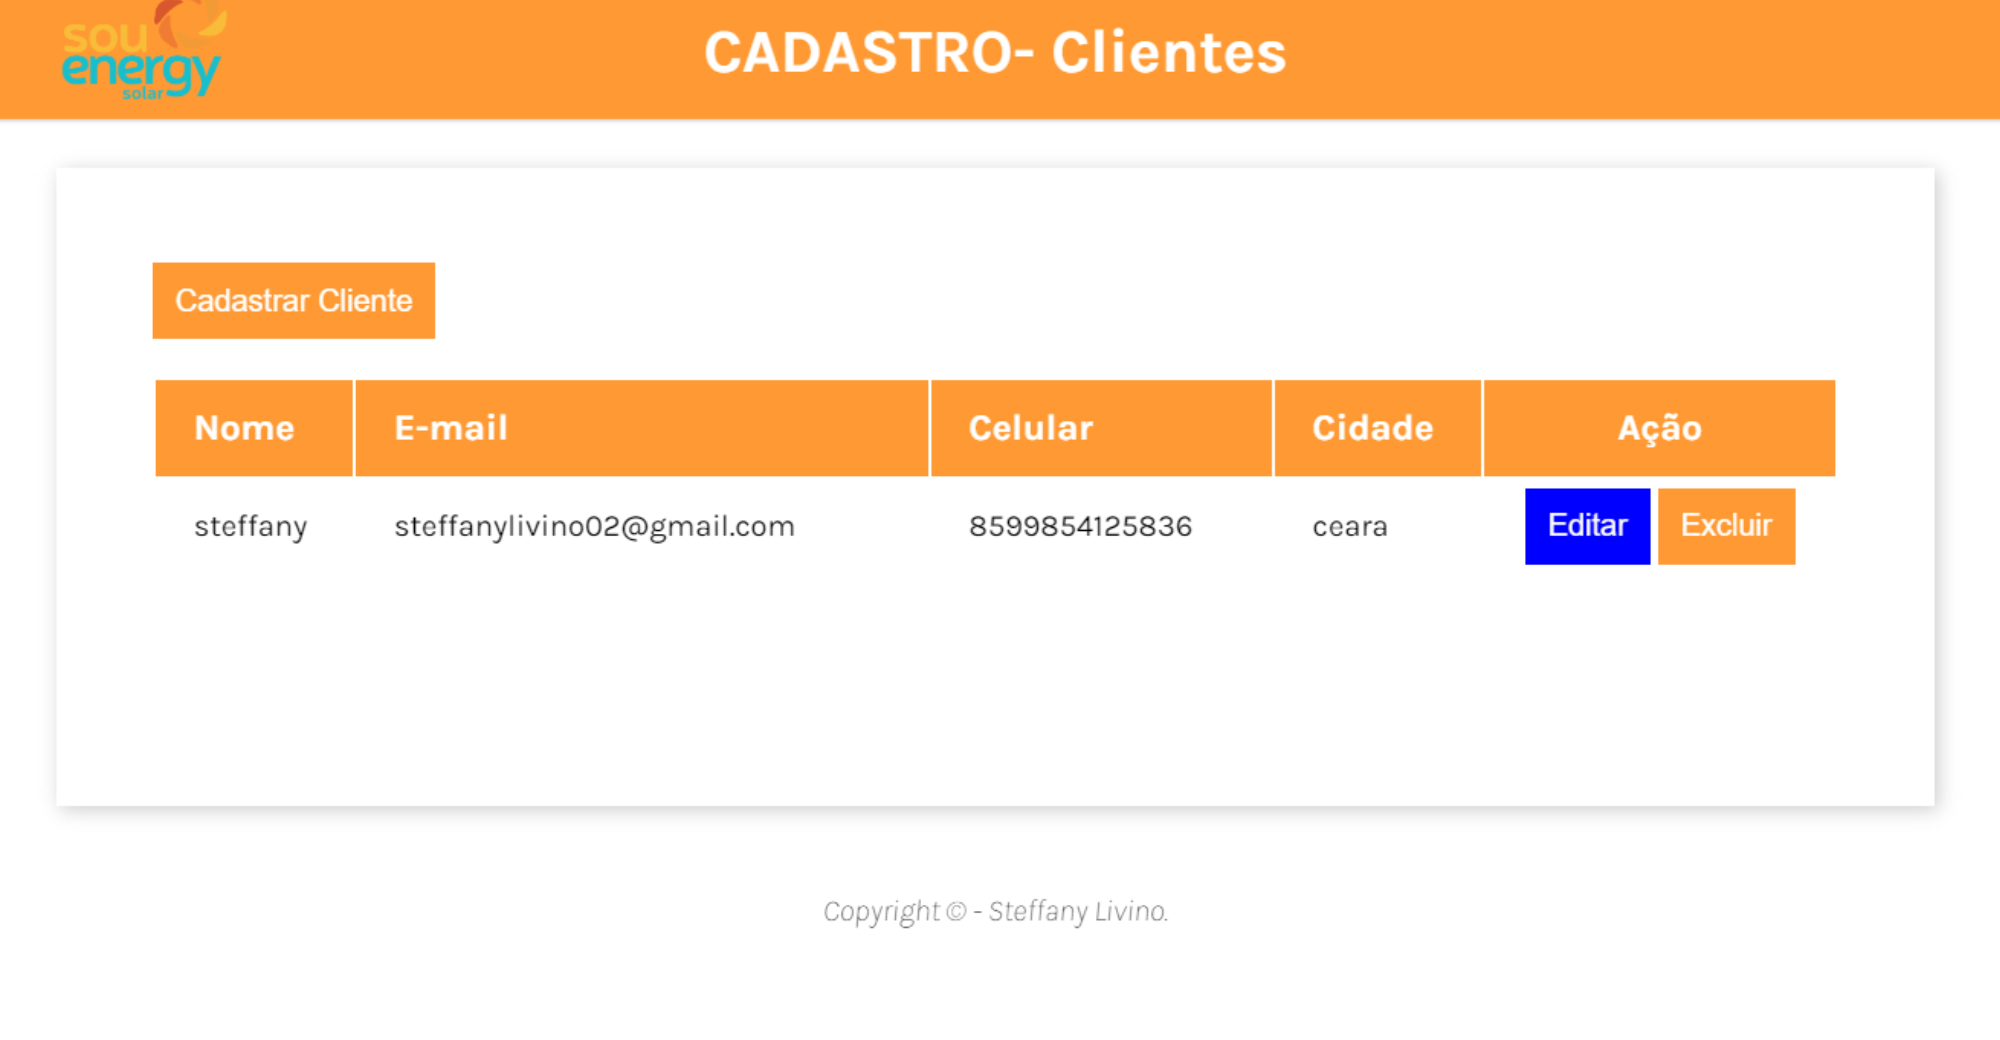 sou
energy
solar
CADASTRO- Clientes
Cadastrar Cliente
Nome E-mail Celular Cidade Ação
steffany steffanylivino02@gmail.com 8599854125836 ceara Editar Excluir
Copyright © - Steffany Livino.